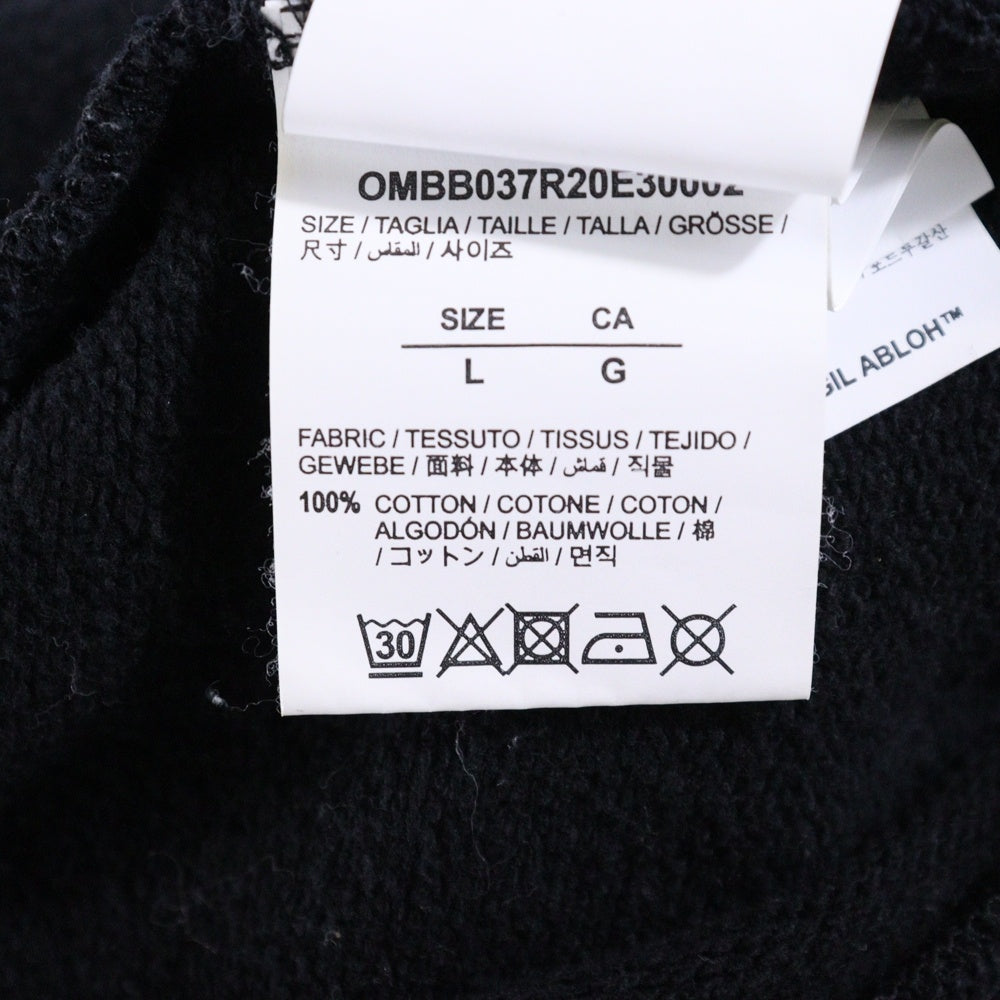 OMBB037R20E30002
SIZE / TAGLIA / TAILLE / TALLA / GRÖSSE /
尺寸 / المقاس / 사이즈
SIZE CA
L G
FABRIC / TESSUTO / TISSUS / TEJIDO /
GEWEBE / 面料 / 本体 / قماش / 직물
100% COTTON / COTONE / COTON /
ALGODÓN / BAUMWOLLE / 棉
/ コットン / القطن / 면직
30
ABLOH™